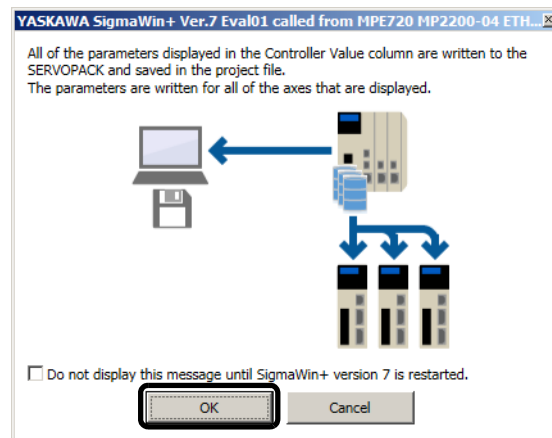 YASKAWA SigmaWin+ Ver.7 Eval01 called from MPE720 MP2200-04 ETH...
All of the parameters displayed in the Controller Value column are written to the
SERVOPACK and saved in the project file.
The parameters are written for all of the axes that are displayed.
Do not display this message until SigmaWin+ version 7 is restarted.
OK
Cancel